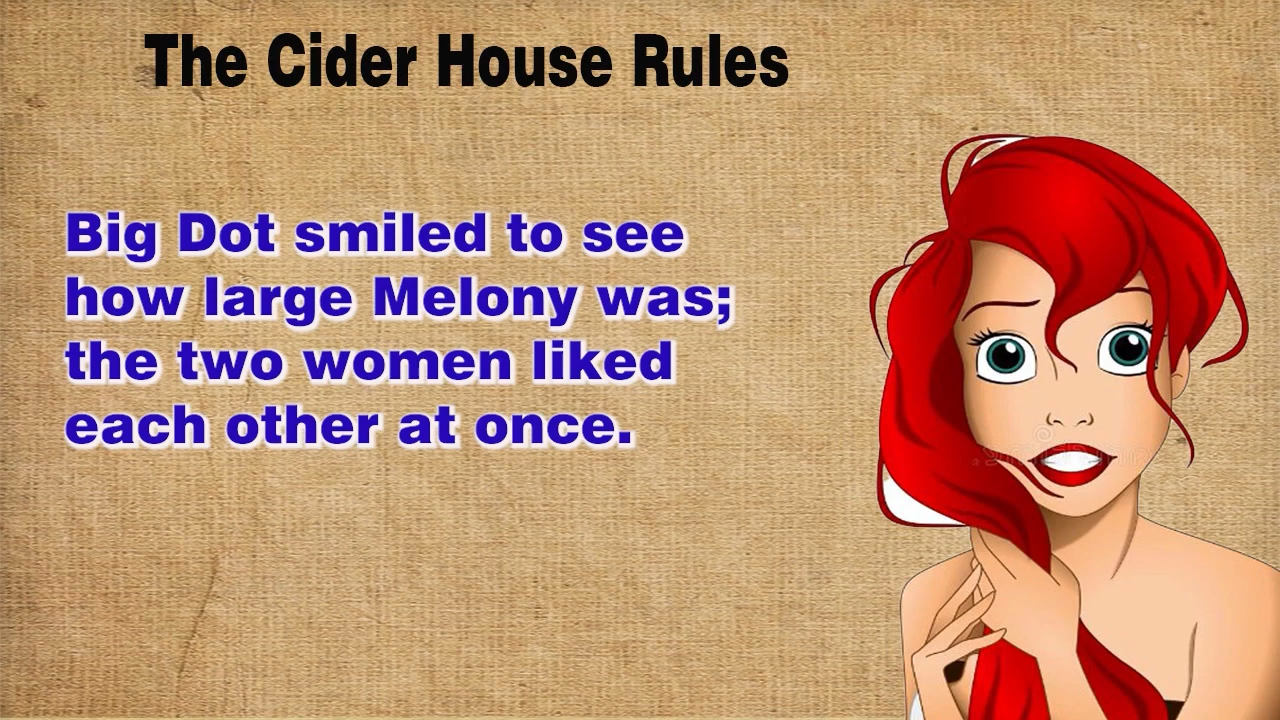 The Cider House Rules
Big Dot smiled to see
how large Melony was;
the two women liked
each other at once.